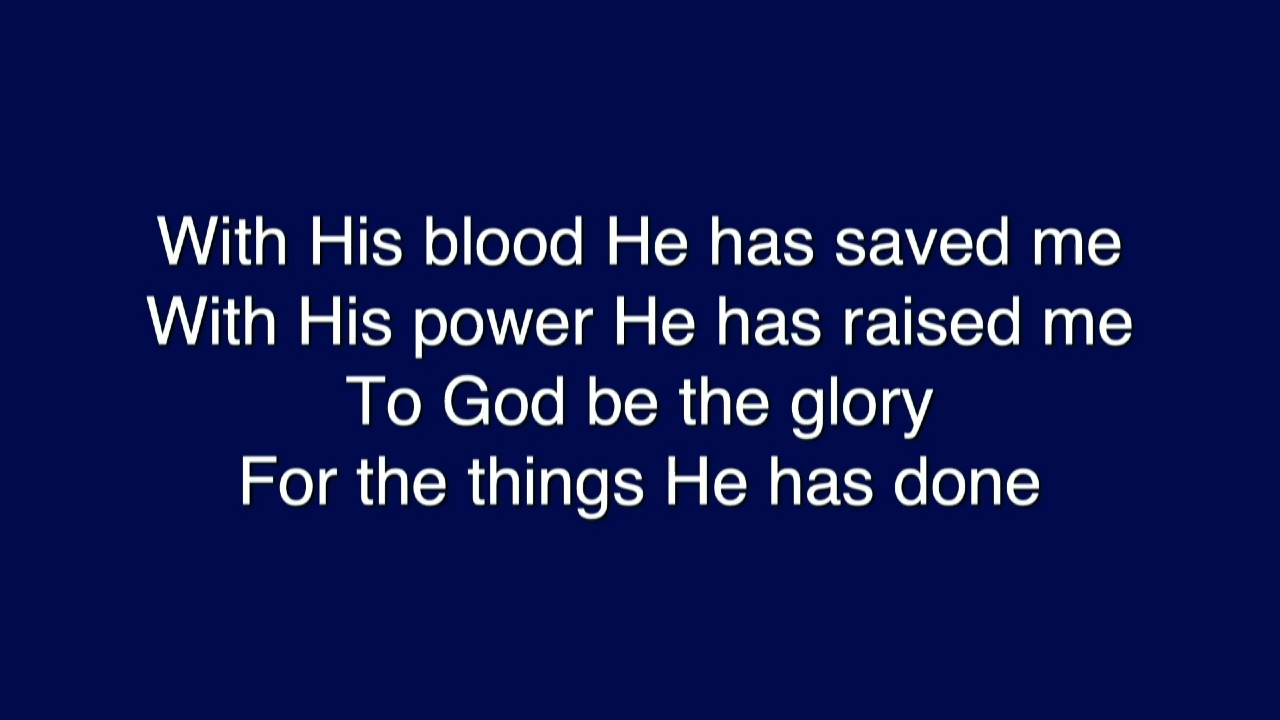 With His blood He has saved me
With His power He has raised me
To God be the glory
For the things He has done